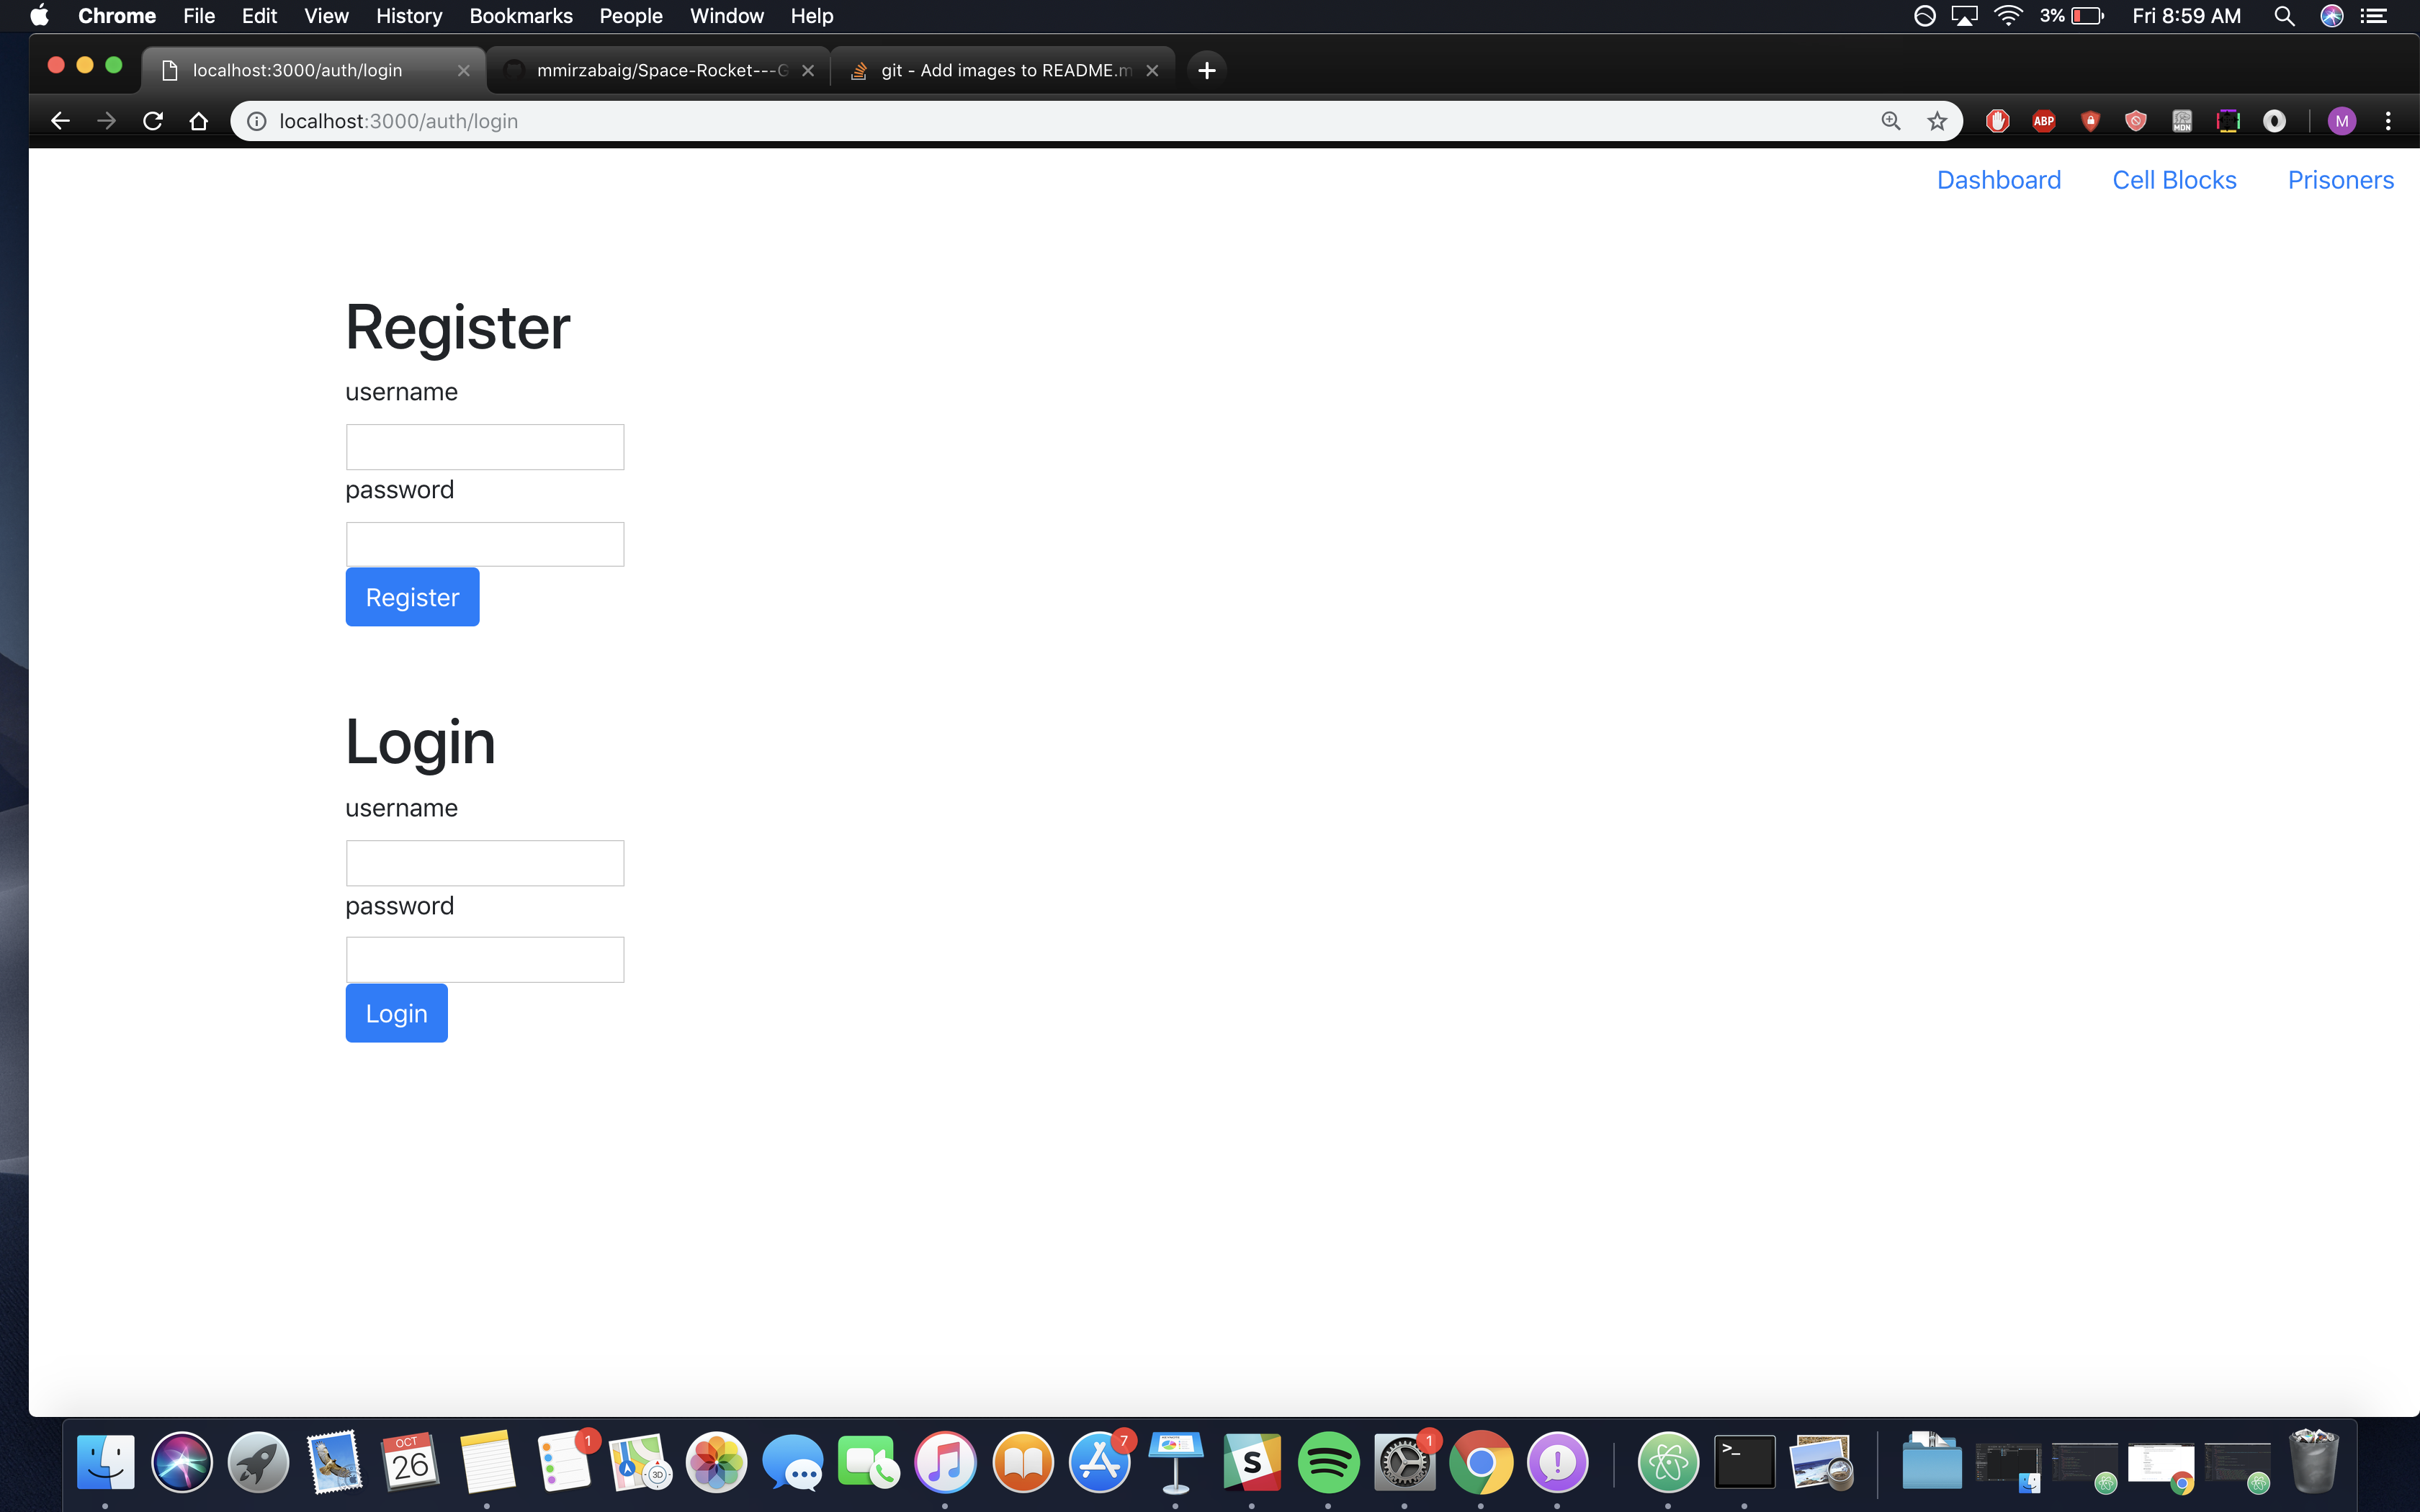 Chrome File Edit View History Bookmarks People Window Help 3% Fri 8:59 AM
localhost:3000/auth/login mmirzabaig/Space-Rocket---G git - Add images to README.m
localhost:3000/auth/login ABP MDN M
Dashboard Cell Blocks Prisoners
Register
username
password
Register
Login
username
password
Login
OCT
26
1
3D
7
S
1
>_